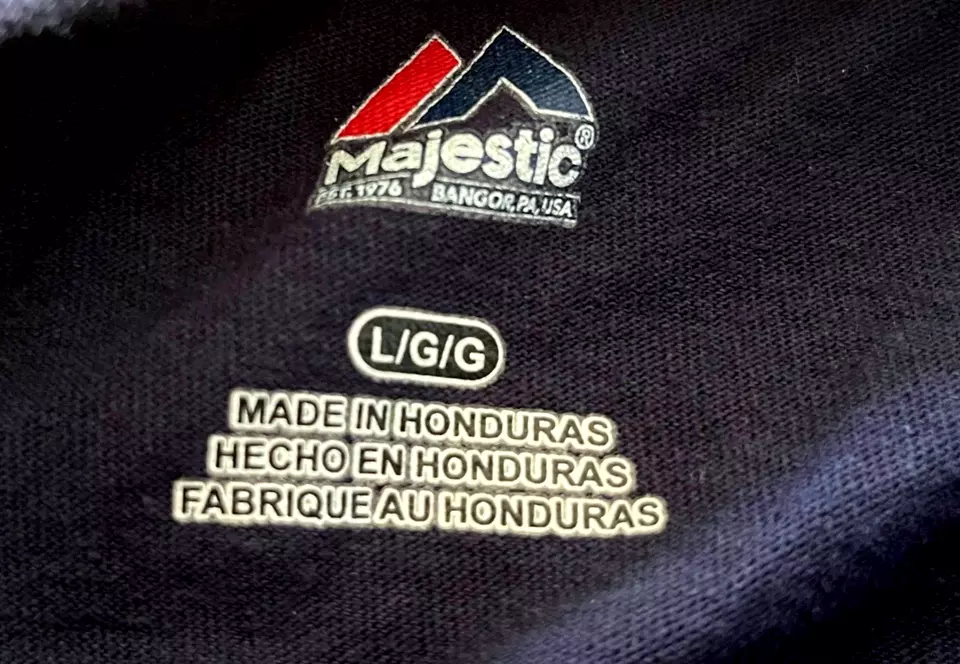 Majestic®
EST. 1976 BANGOR, PA, USA
L/G/G
MADE IN HONDURAS
HECHO EN HONDURAS
FABRIQUE AU HONDURAS